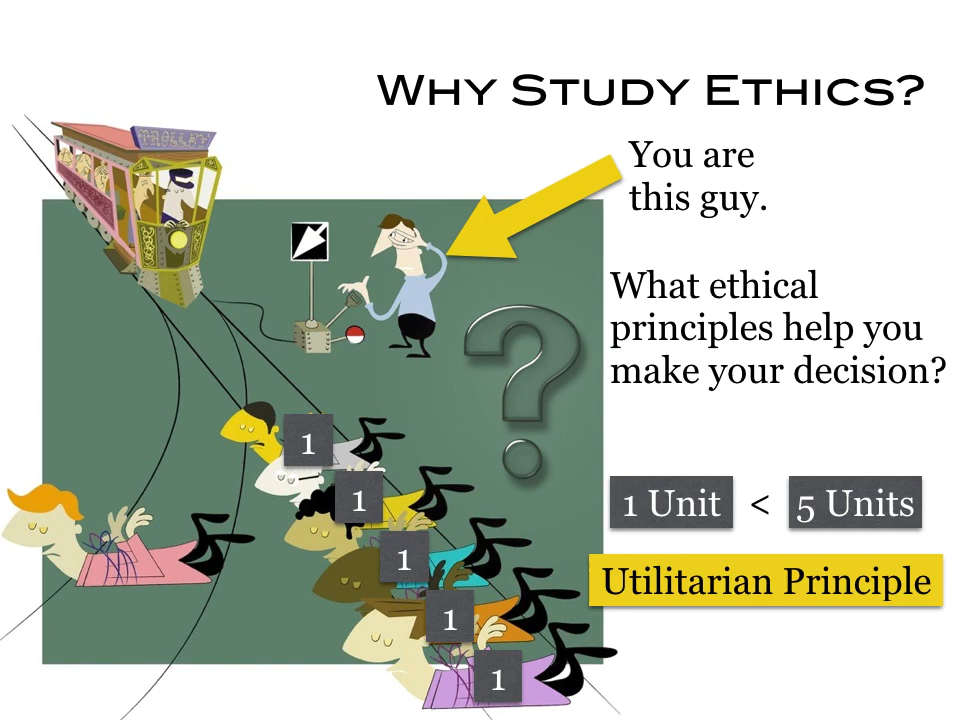 WHY STUDY ETHICS?
TROLLEY
You are
this guy.
What ethical
principles help you
make your decision?
1
1
1
1
1
1 Unit < 5 Units
Utilitarian Principle